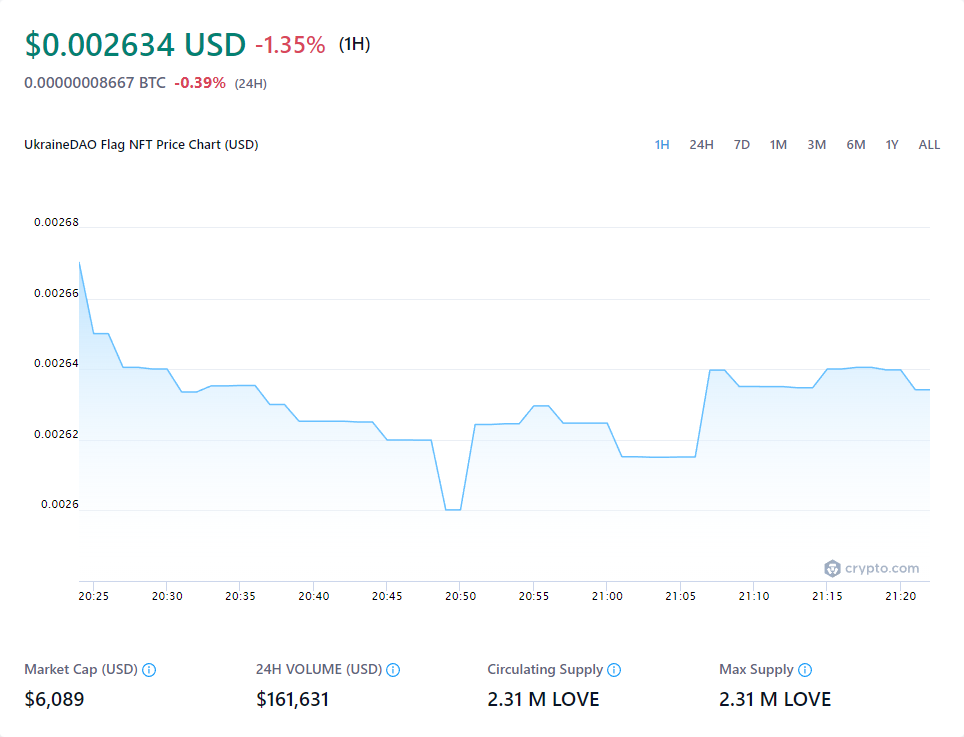 $0.002634 USD -1.35% (1H)
0.00000008667 BTC -0.39% (24H)
UkraineDAO Flag NFT Price Chart (USD) 1H 24H 7D 1M 3M 6M 1Y ALL
0.00268
0.00266
0.00264
0.00262
0.0026
crypto.com
20:25 20:30 20:35 20:40 20:45 20:50 20:55 21:00 21:05 21:10 21:15 21:20
Market Cap (USD) 24H VOLUME (USD) Circulating Supply Max Supply
$6,089 $161,631 2.31 M LOVE 2.31 M LOVE